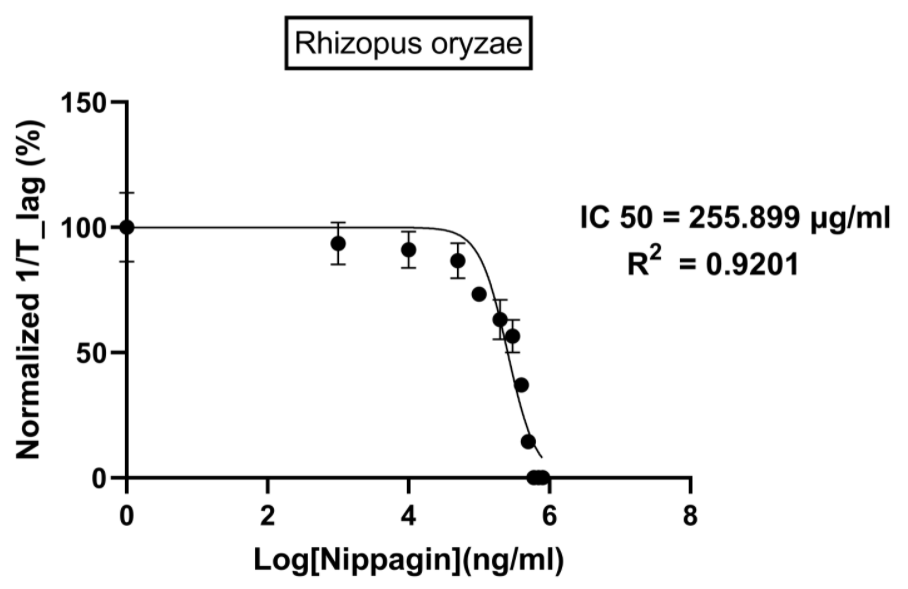 Rhizopus oryzae
150
100
50
0
Normalized 1/T_lag (%)
IC 50 = 255.899 µg/ml
R² = 0.9201
0 2 4 6 8
Log[Nippagin](ng/ml)